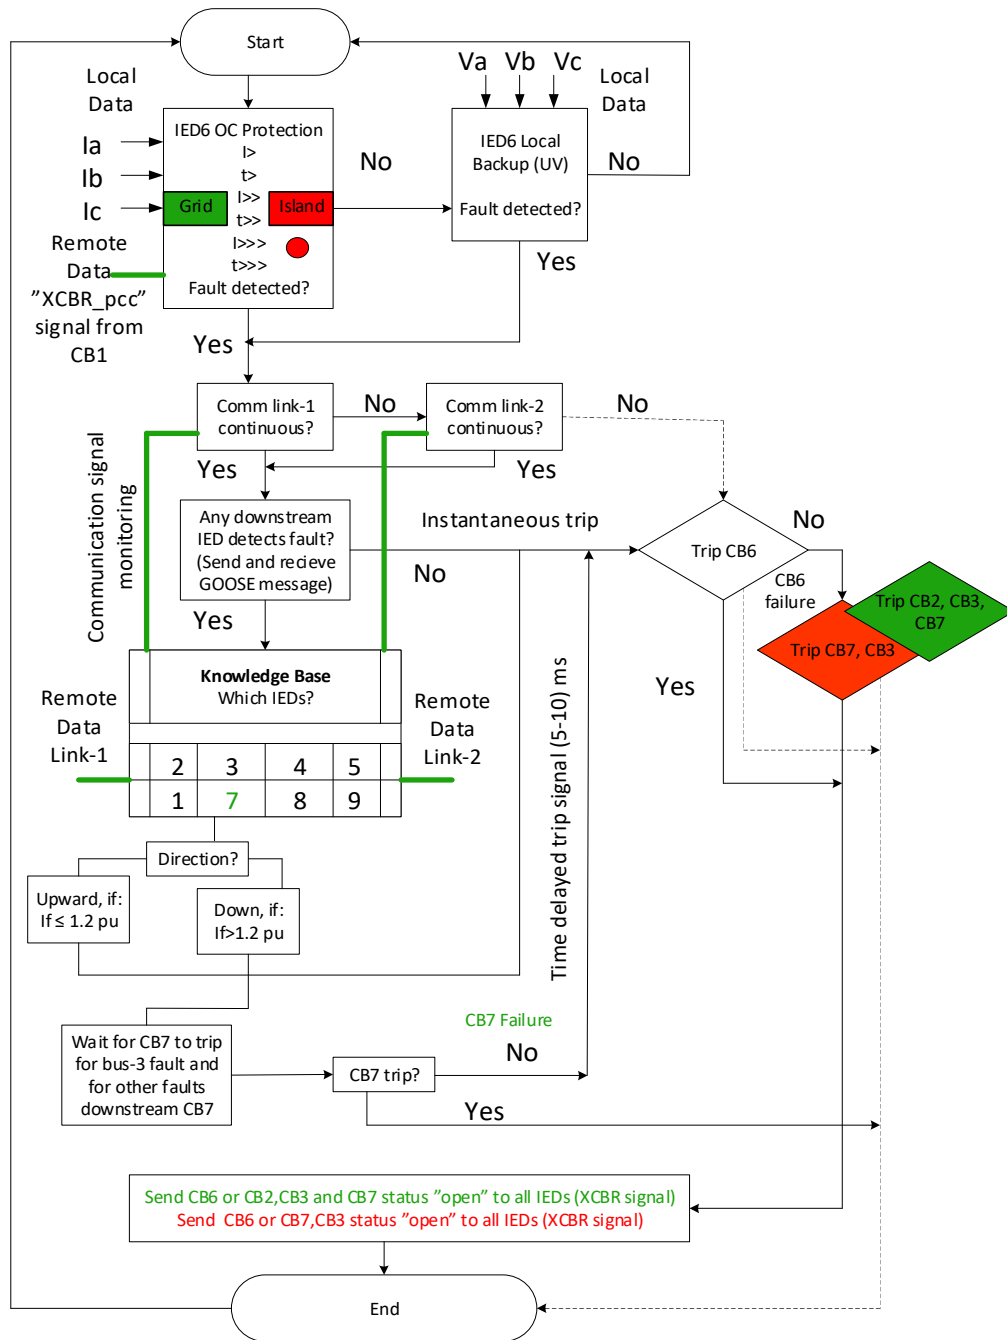 Start
Local
Data
Va Vb Vc
Local
Data
IED6 OC Protection
I>
t>
I>>
t>>
I>>>
t>>>
Fault detected?
Grid
Island
Ia
Ib
Ic
Remote
Data
”XCBR_pcc”
signal from
CB1
No
IED6 Local
Backup (UV)
Fault detected?
No
Yes
Yes
Comm link-1
continuous?
No
Comm link-2
continuous?
No
Yes
Yes
Communication signal
monitoring
Any downstream
IED detects fault?
(Send and recieve
GOOSE message)
Instantaneous trip
No
Yes
Trip CB6
No
CB6
failure
Trip CB2, CB3,
CB7
Trip CB7, CB3
Yes
Knowledge Base
Which IEDs?
Remote
Data
Link-1
Remote
Data
Link-2
2 3 4 5
1 7 8 9
Time delayed trip signal (5-10) ms
Direction?
Upward, if:
If ≤ 1.2 pu
Down, if:
If>1.2 pu
Wait for CB7 to trip
for bus-3 fault and
for other faults
downstream CB7
CB7 trip?
CB7 Failure
No
Yes
Send CB6 or CB2,CB3 and CB7 status ”open” to all IEDs (XCBR signal)
Send CB6 or CB7,CB3 status ”open” to all IEDs (XCBR signal)
End